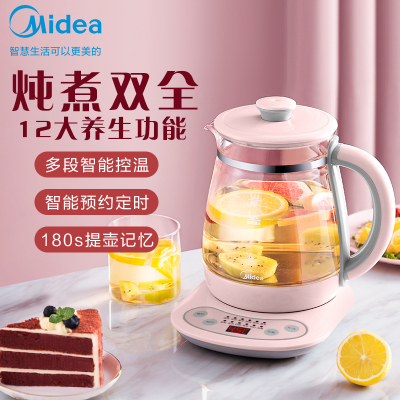 Midea
智慧生活可以更美的
炖煮双全
12大养生功能
多段智能控温
智能预约定时
180s提壶记忆
Midea